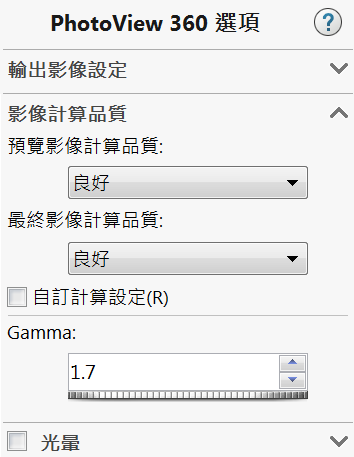 PhotoView 360 選項
?
輸出影像設定
影像計算品質
預覽影像計算品質:
良好
最終影像計算品質:
良好
自訂計算設定(R)
Gamma:
1.7
光暈